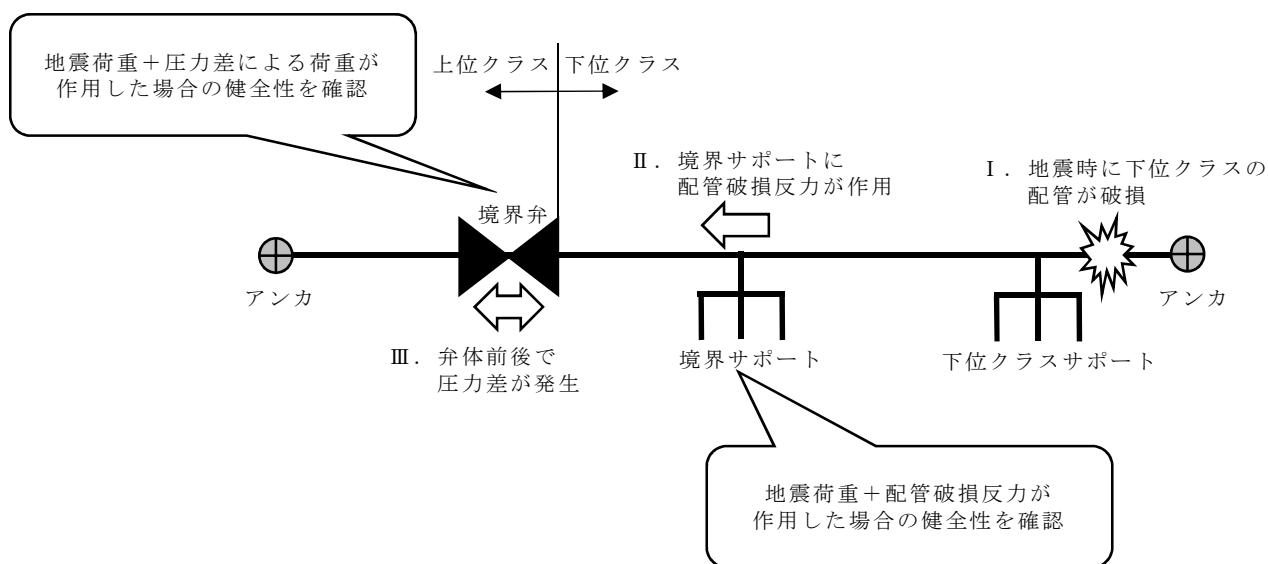 地震荷重＋圧力差による荷重が
作用した場合の健全性を確認
上位クラス 下位クラス
Ⅱ．境界サポートに
配管破損反力が作用
Ⅰ．地震時に下位クラスの
配管が破損
境界弁
アンカ
アンカ
Ⅲ．弁体前後で
圧力差が発生
境界サポート
下位クラスサポート
地震荷重＋配管破損反力が
作用した場合の健全性を確認